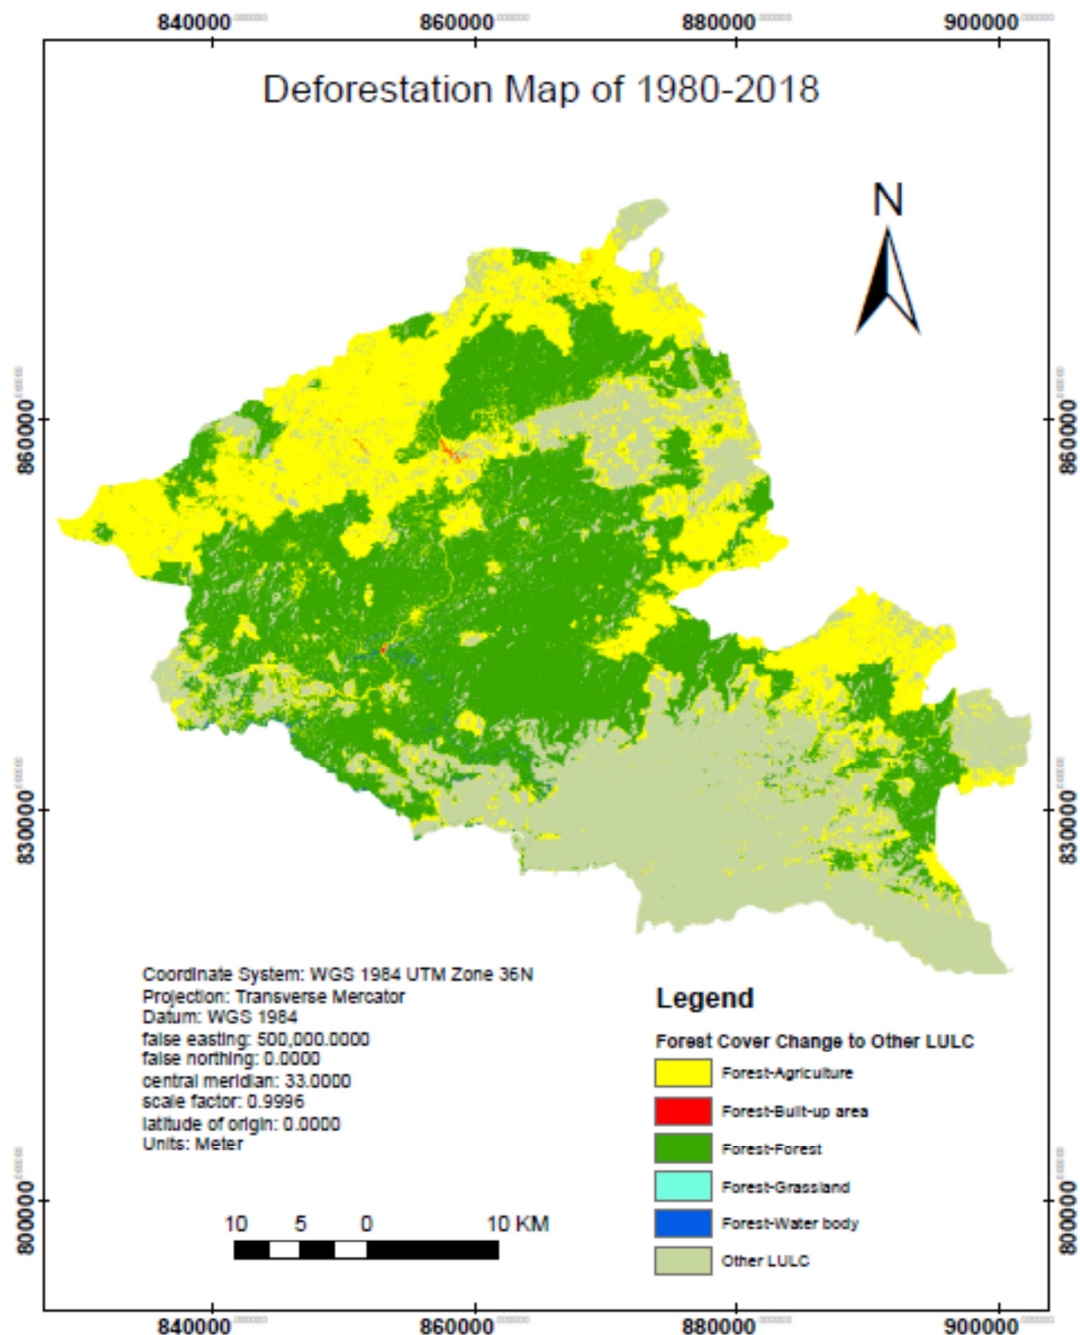 840000 860000 880000 900000
Deforestation Map of 1980-2018
N
860000 860000
830000 830000
Coordinate System: WGS 1984 UTM Zone 36N
Projection: Transverse Mercator
Datum: WGS 1984
false easting: 500,000.0000
false northing: 0.0000
central meridian: 33.0000
scale factor: 0.9996
latitude of origin: 0.0000
Units: Meter
Legend
Forest Cover Change to Other LULC
Forest-Agriculture
Forest-Built-up area
Forest-Forest
Forest-Grassland
Forest-Water body
Other LULC
800000 800000
10 5 0 10 KM
840000 860000 880000 900000